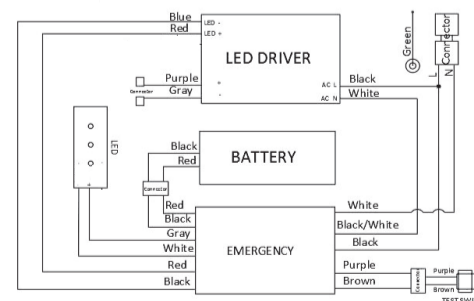 Blue
LED -
Red
LED +
LED DRIVER
Purple
+
Gray
-
Connector
AC L
Black
AC N
White
Green
Connector
Connector
L
N
LED
Black
Red
BATTERY
Connector
Red
Black
Gray
White
Red
Black
EMERGENCY
White
Black/White
Black
Purple
Brown
Connector
Purple
Brown